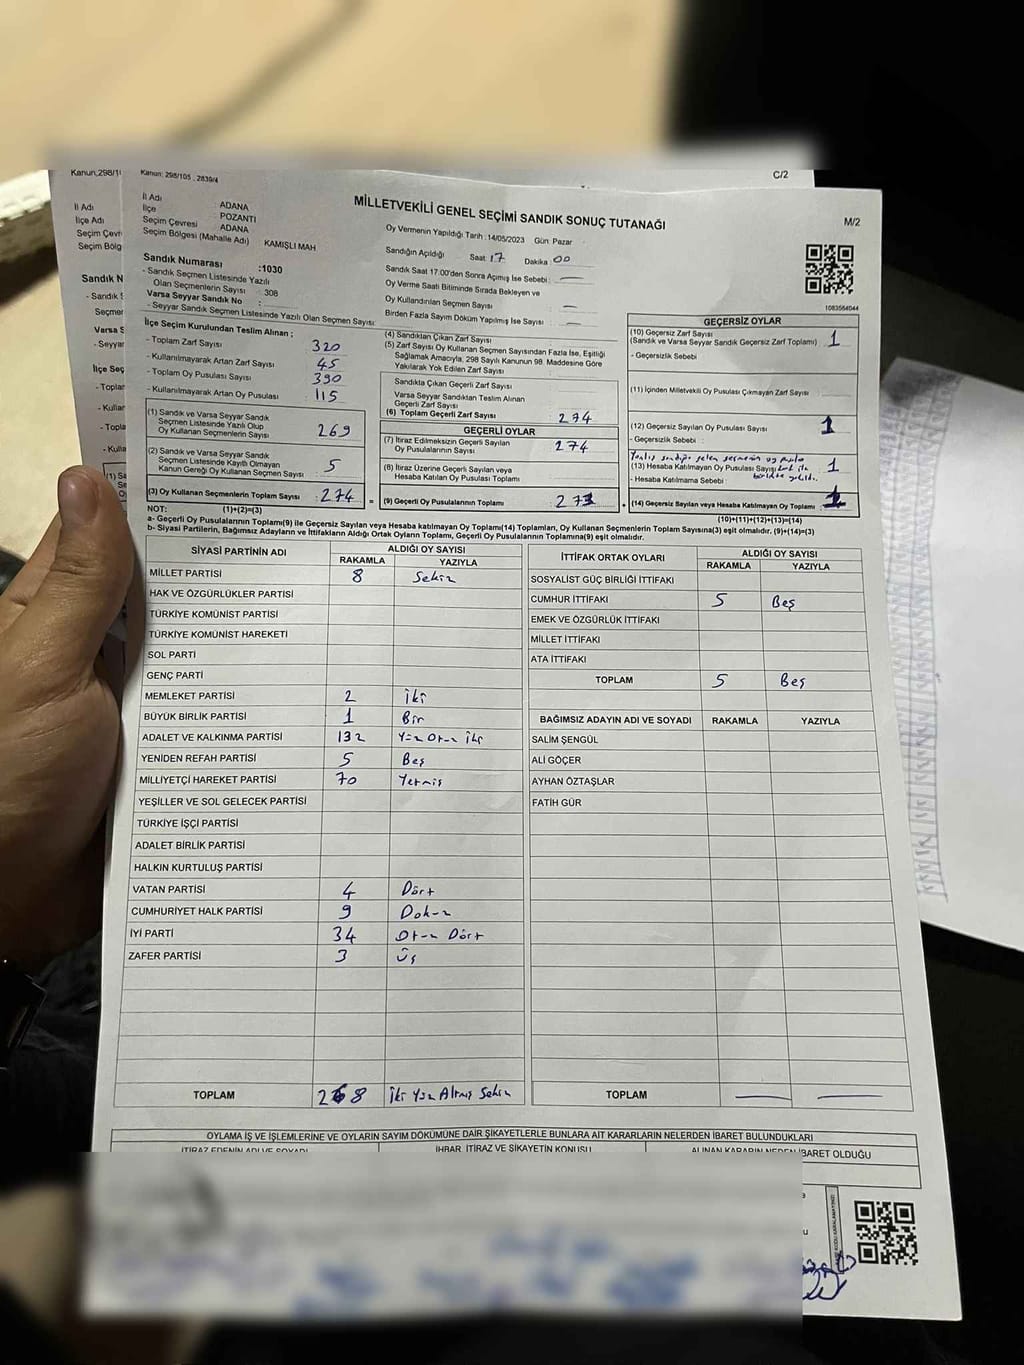 Kanun: 298/105, 2839/4
C/2
M/2
MİLLETVEKİLİ GENEL SEÇİMİ SANDIK SONUÇ TUTANAĞI
İl Adı ADANA
İlçe POZANTI
Seçim Çevresi ADANA
Seçim Bölgesi (Mahalle Adı) KAMIŞLI MAH
Sandık Numarası :1030
- Sandık Seçmen Listesinde Yazılı
Olan Seçmenlerin Sayısı : 308
Varsa Seyyar Sandık No :
- Seyyar Sandık Seçmen Listesinde Yazılı Olan Seçmen Sayısı:
Oy Vermenin Yapıldığı Tarih :14/05/2023 Gün Pazar
Sandığın Açıldığı Saat: 17 Dakika 00
Sandık Saat 17.00'den Sonra Açımış İse Sebebi :
Oy Verme Saati Bitiminde Sırada Bekleyen ve
Oy Kullandırılan Seçmen Sayısı
Birden Fazla Sayım Döküm Yapılmış İse Sayısı :
1083564044
İlçe Seçim Kurulundan Teslim Alınan ;
- Toplam Zarf Sayısı : 320
- Kullanılmayarak Artan Zarf Sayısı : 45
- Toplam Oy Pusulası Sayısı : 390
- Kullanılmayarak Artan Oy Pusulası : 115
(1) Sandık ve Varsa Seyyar Sandık
Seçmen Listesinde Yazılı Olup
Oy Kullanan Seçmenlerin Sayısı : 269
(2) Sandık ve Varsa Seyyar Sandık
Seçmen Listesinde Kayıtlı Olmayan
Kanun Gereği Oy Kullanan Seçmen Sayısı : 5
(3) Oy Kullanan Seçmenlerin Toplam Sayısı : 274
(4) Sandıktan Çıkan Zarf Sayısı
(5) Zarf Sayısı Oy Kullanan Seçmen Sayısından Fazla İse, Eşitliği
Sağlamak Amacıyla, 298 Sayılı Kanunun 98. Maddesine Göre
Yakılarak Yok Edilen Zarf Sayısı :
Sandıkta Çıkan Geçerli Zarf Sayısı
Varsa Seyyar Sandıktan Teslim Alınan
Geçerli Zarf Sayısı
(6) Toplam Geçerli Zarf Sayısı : 274
GEÇERLİ OYLAR
(7) İtiraz Edilmeksizin Geçerli Sayılan
Oy Pusulası Sayısı : 274
(8) İtiraz Üzerine Geçerli Sayılan veya
Hesaba Katılan Oy Pusulası Toplamı :
(9) Geçerli Oy Pusulalarının Toplamı : 273
GEÇERSİZ OYLAR
(10) Geçersiz Zarf Sayısı
(Sandık ve Varsa Seyyar Sandık Geçersiz Zarf Toplamı) : 1
- Geçersizlik Sebebi :
(11) İçinden Milletvekili Oy Pusulası Çıkmayan Zarf Sayısı :
(12) Geçersiz Sayılan Oy Pusulası Sayısı : 1
- Geçersizlik Sebebi :
Yanlış sandığa gelen seçmenin oy pusula
(13) Hesaba Katılmayan Oy Pusulası Sayısı : 1
- Hesaba Katılmama Sebebi :
(14) Geçersiz Sayılan veya Hesaba Katılmayan Oy Toplamı : 1
NOT: (1)+(2)=(3)
(10)+(11)+(12)+(13)=(14)
a- Geçerli Oy Pusulalarının Toplamı(9) ile Geçersiz Sayılan veya Hesaba katılmayan Oy Toplamı(14) Toplamları, Oy Kullanan Seçmenlerin Toplam Sayısına(3) eşit olmalıdır. (9)+(14)=(3)
b- Siyasi Partilerin, Bağımsız Adayların ve İttifakların Aldığı Ortak Oyların Toplamı, Geçerli Oy Pusulalarının Toplamına(9) eşit olmalıdır.
SİYASİ PARTİNİN ADI ALDIĞI OY SAYISI
RAKAMLA YAZIYLA
MİLLET PARTİSİ 8 Sekiz
HAK VE ÖZGÜRLÜKLER PARTİSİ
TÜRKİYE KOMÜNİST PARTİSİ
TÜRKİYE KOMÜNİST HAREKETİ
SOL PARTİ
GENÇ PARTİ
MEMLEKET PARTİSİ 2 İki
BÜYÜK BİRLİK PARTİSİ 1 Bir
ADALET VE KALKINMA PARTİSİ 132 Yüz Otuz İki
YENİDEN REFAH PARTİSİ 5 Beş
MİLLİYETÇİ HAREKET PARTİSİ 70 Yetmiş
YEŞİLLER VE SOL GELECEK PARTİSİ
TÜRKİYE İŞÇİ PARTİSİ
ADALET BİRLİK PARTİSİ
HALKIN KURTULUŞ PARTİSİ
VATAN PARTİSİ 4 Dört
CUMHURİYET HALK PARTİSİ 9 Dokuz
İYİ PARTİ 34 Otuz Dört
ZAFER PARTİSİ 3 Üç
TOPLAM 268 İki Yüz Altmış Sekiz
İTTİFAK ORTAK OYLARI ALDIĞI OY SAYISI
RAKAMLA YAZIYLA
SOSYALİST GÜÇ BİRLİĞİ İTTİFAKI
CUMHUR İTTİFAKI 5 Beş
EMEK VE ÖZGÜRLÜK İTTİFAKI
MİLLET İTTİFAKI
ATA İTTİFAKI
TOPLAM 5 Beş
BAĞIMSIZ ADAYIN ADI VE SOYADI RAKAMLA YAZIYLA
SALİM ŞENGÜL
ALİ GÖÇER
AYHAN ÖZTAŞLAR
FATİH GÜR
TOPLAM
OYLAMA İŞ VE İŞLEMLERİNE VE OYLARIN SAYIM DÖKÜMÜNE DAİR ŞİKAYETLERLE BUNLARA AİT KARARLARIN NELERDEN İBARET BULUNDUKLARI
İTİRAZ EDENİN ADI VE SOYADI İHBAR, İTİRAZ VE ŞİKAYETİN KONUSU ALINAN KARARIN NEDEN İBARET OLDUĞU